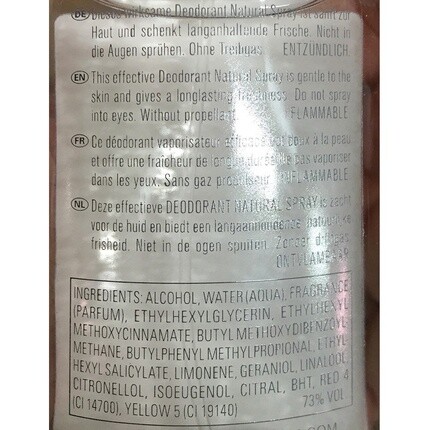 DE Dieses wirksame Deodorant Natural Spray ist sanft zur
Haut und schenkt langanhaltende Frische. Nicht in
die Augen sprühen. Ohne Treibgas. ENTZÜNDLICH.
EN This effective Deodorant Natural Spray is gentle to the
skin and gives a longlasting freshness. Do not spray
into eyes. Without propellant. FLAMMABLE
FR Ce déodorant vaporisateur efficace est doux à la peau
et offre une fraîcheur de longue durée. Ne pas vaporiser
dans les yeux. Sans gaz INFLAMMABLE
NL Deze effectieve DEODORANT NATURAL SPRAY is zacht
voor de huid en biedt een langaanhoudende natuurlijke
frisheid. Niet in de ogen spuiten. Zonder drijfgas.
ONTVLAMBAAR
INGREDIENTS: ALCOHOL, WATER (AQUA), FRAGRANCE
(PARFUM), ETHYLHEXYLGLYCERIN, ETHYLHEXYL
METHOXYCINNAMATE, BUTYL METHOXYDIBENZOYL-
METHANE, BUTYLPHENYL METHYLPROPIONAL, ETHYL-
HEXYL SALICYLATE, LIMONENE, GERANIOL, LINALOOL,
CITRONELLOL, ISOEUGENOL, CITRAL, BHT, RED 4
(CI 14700), YELLOW 5 (CI 19140) 73% VOL
.COM